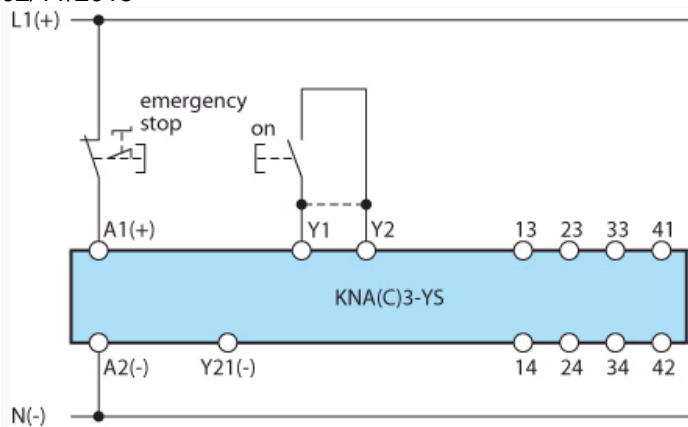 L1(+)
emergency
stop
on
A1(+) Y1 Y2 13 23 33 41
KNA(C)3-YS
A2(-) Y21(-) 14 24 34 42
N(-)